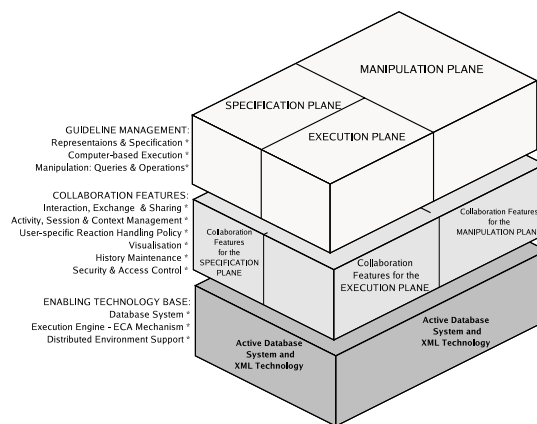 MANIPULATION PLANE
SPECIFICATION PLANE
EXECUTION PLANE
GUIDELINE MANAGEMENT:
Representaions & Specification *
Computer-based Execution *
Manipulation: Queries & Operations*
COLLABORATION FEATURES:
Interaction, Exchange & Sharing *
Activity, Session & Context Management *
User-specific Reaction Handling Policy *
Visualisation *
History Maintenance *
Security & Access Control *
Collaboration
Features
for the
SPECIFICATION
PLANE
Collaboration
Features for the
EXECUTION PLANE
Collaboration Features
for the
MANIPULATION PLANE
ENABLING TECHNOLOGY BASE:
Database System *
Execution Engine - ECA Mechanism *
Distributed Environment Support *
Active Database
System and
XML Technology
Active Database
System and
XML Technology